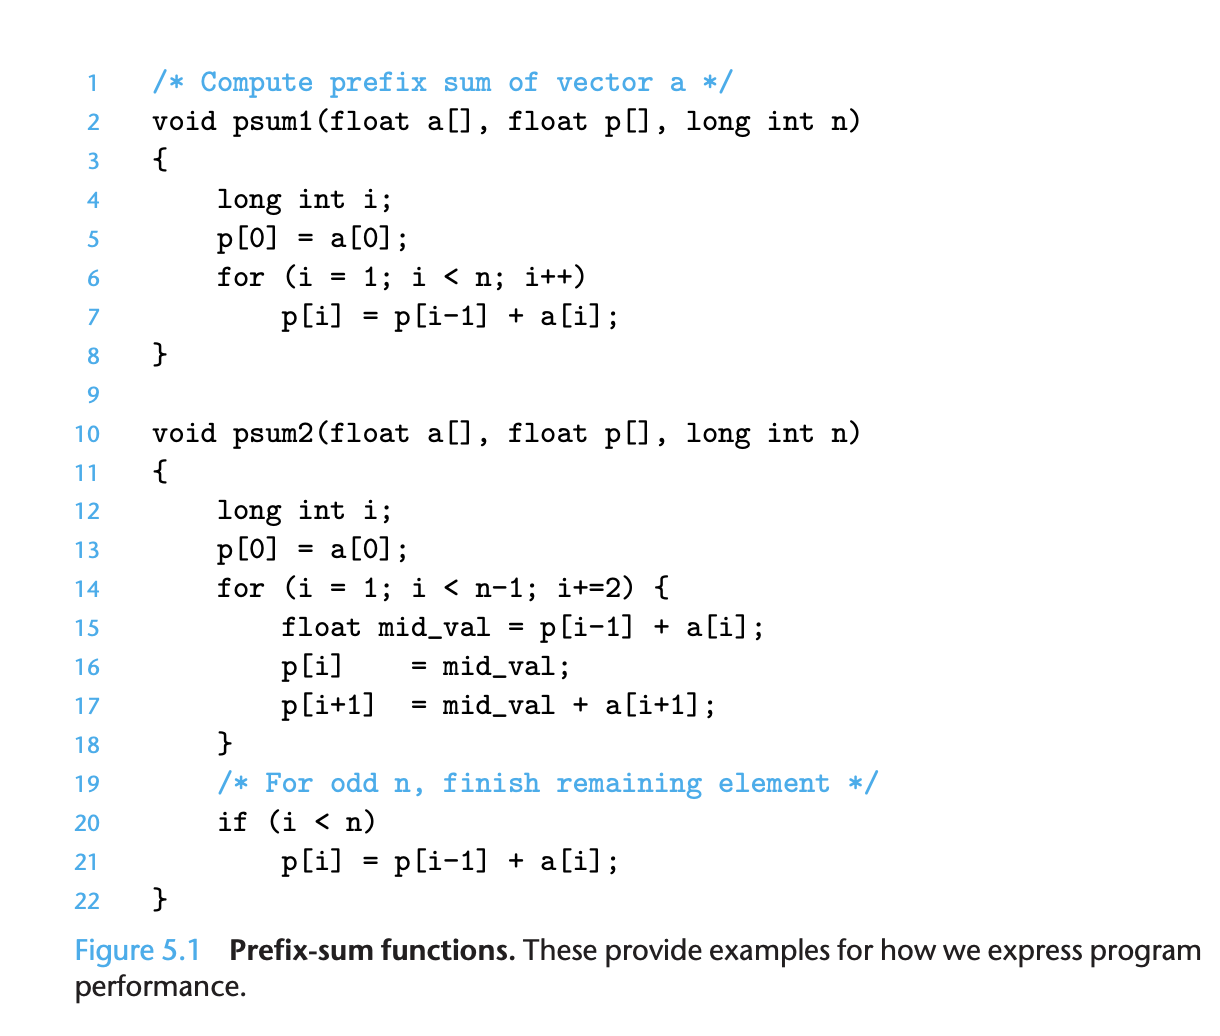 1 /* Compute prefix sum of vector a */
2 void psum1(float a[], float p[], long int n)
3 {
4     long int i;
5     p[0] = a[0];
6     for (i = 1; i < n; i++)
7         p[i] = p[i-1] + a[i];
8 }
9
10 void psum2(float a[], float p[], long int n)
11 {
12     long int i;
13     p[0] = a[0];
14     for (i = 1; i < n-1; i+=2) {
15         float mid_val = p[i-1] + a[i];
16         p[i]    = mid_val;
17         p[i+1]  = mid_val + a[i+1];
18     }
19     /* For odd n, finish remaining element */
20     if (i < n)
21         p[i] = p[i-1] + a[i];
22 }
Figure 5.1 Prefix-sum functions. These provide examples for how we express program
performance.